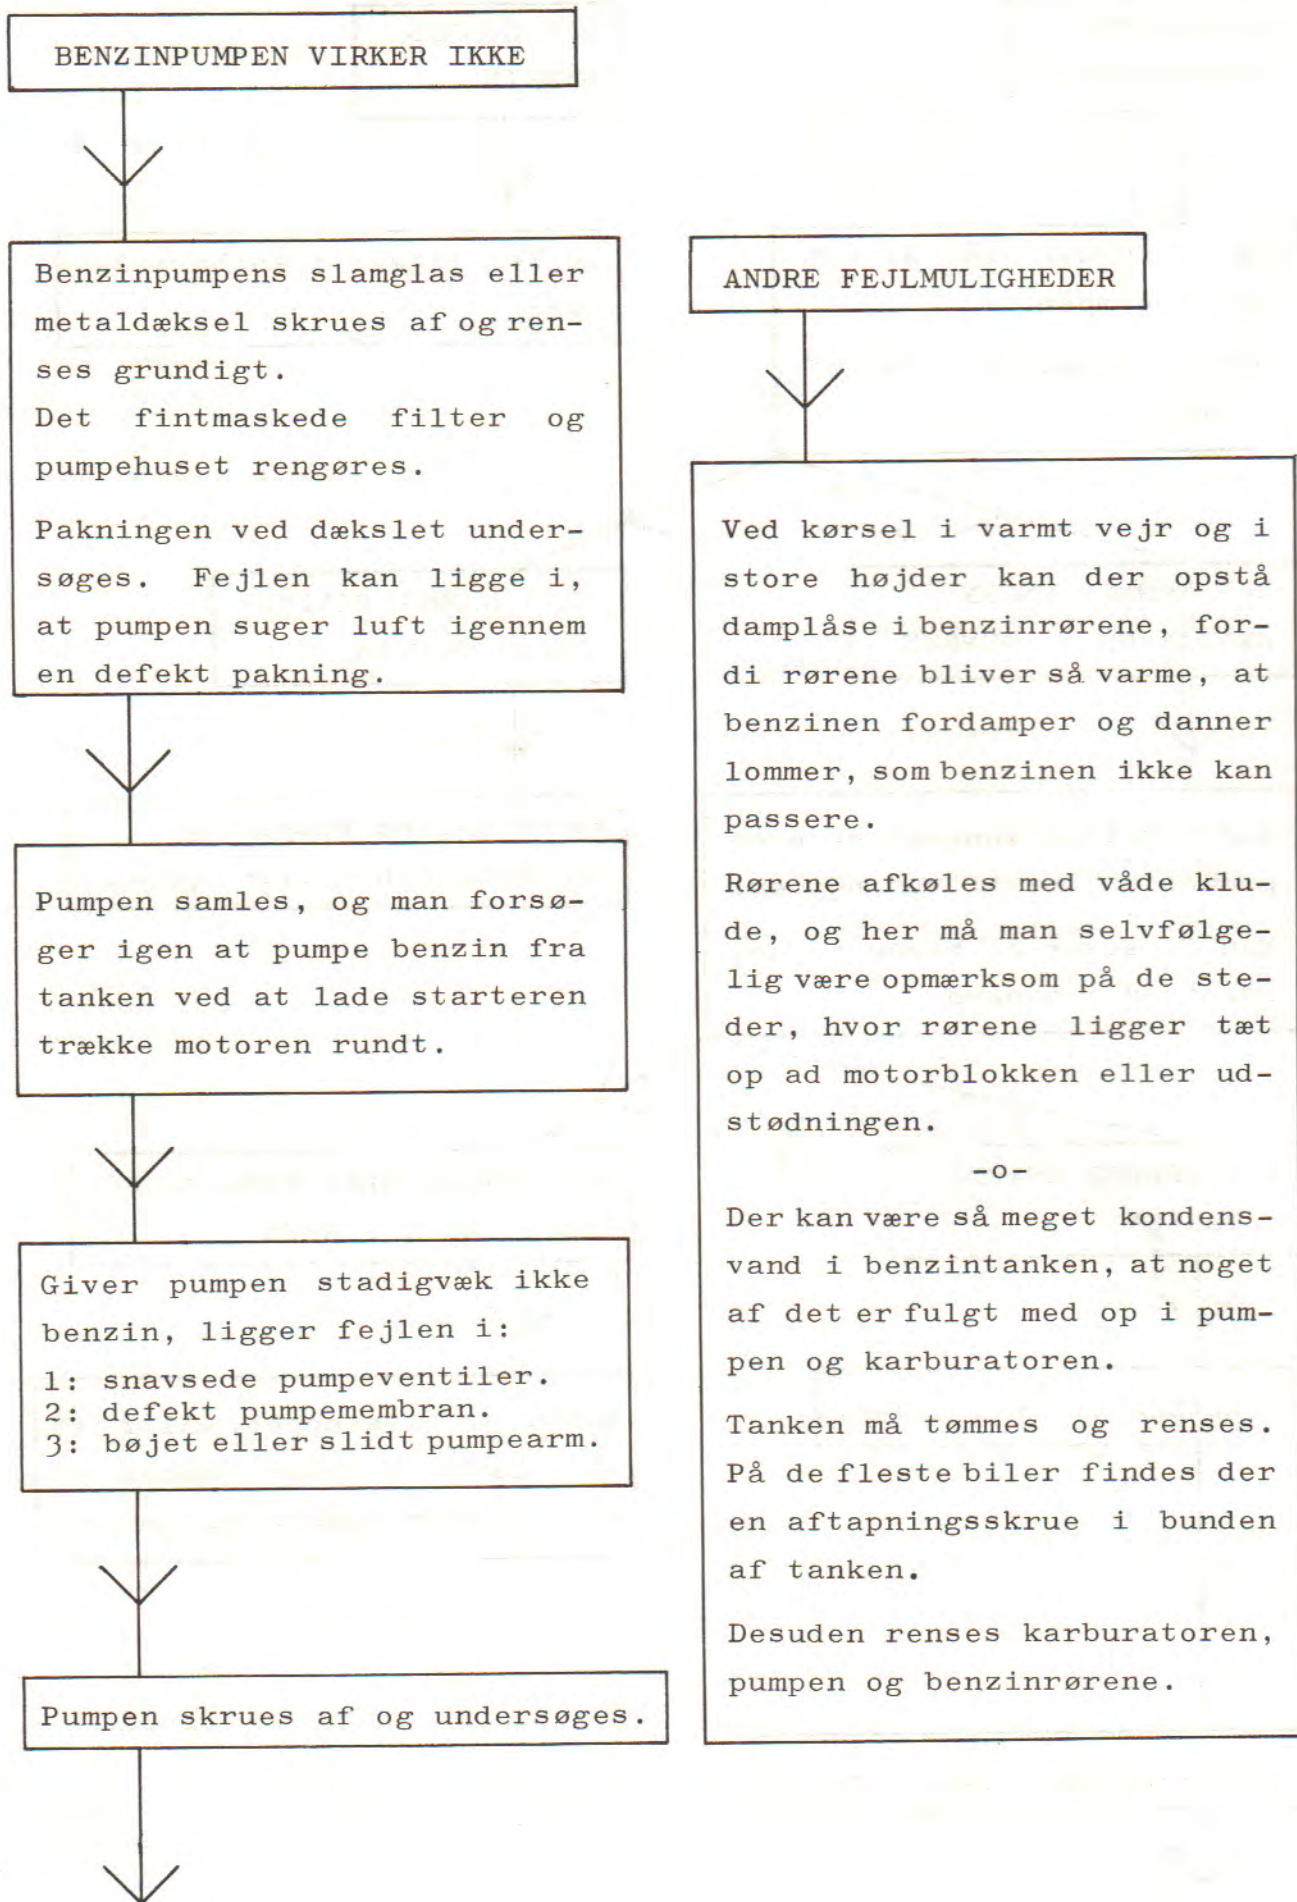 BENZINPUMPEN VIRKER IKKE
Benzinpumpens slamglas eller
metaldæksel skrues af og ren-
ses grundigt.
Det fintmaskede filter og
pumpehuset rengøres.
Pakningen ved dækslet under-
søges. Fejlen kan ligge i,
at pumpen suger luft igennem
en defekt pakning.
Pumpen samles, og man forsø-
ger igen at pumpe benzin fra
tanken ved at lade starteren
trække motoren rundt.
Giver pumpen stadigvæk ikke
benzin, ligger fejlen i:
1: snavsede pumpeventiler.
2: defekt pumpemembran.
3: bøjet eller slidt pumpearm.
Pumpen skrues af og undersøges.
ANDRE FEJLMULIGHEDER
Ved kørsel i varmt vejr og i
store højder kan der opstå
damplåse i benzinrørene, for-
di rørene bliver så varme, at
benzinen fordamper og danner
lommer, som benzinen ikke kan
passere.
Rørene afkøles med våde klu-
de, og her må man selvfølge-
lig være opmærksom på de ste-
der, hvor rørene ligger tæt
op ad motorblokken eller ud-
stødningen.
-o-
Der kan være så meget kondens-
vand i benzintanken, at noget
af det er fulgt med op i pum-
pen og karburatoren.
Tanken må tømmes og renses.
På de fleste biler findes der
en aftapningsskrue i bunden
af tanken.
Desuden renses karburatoren,
pumpen og benzinrørene.